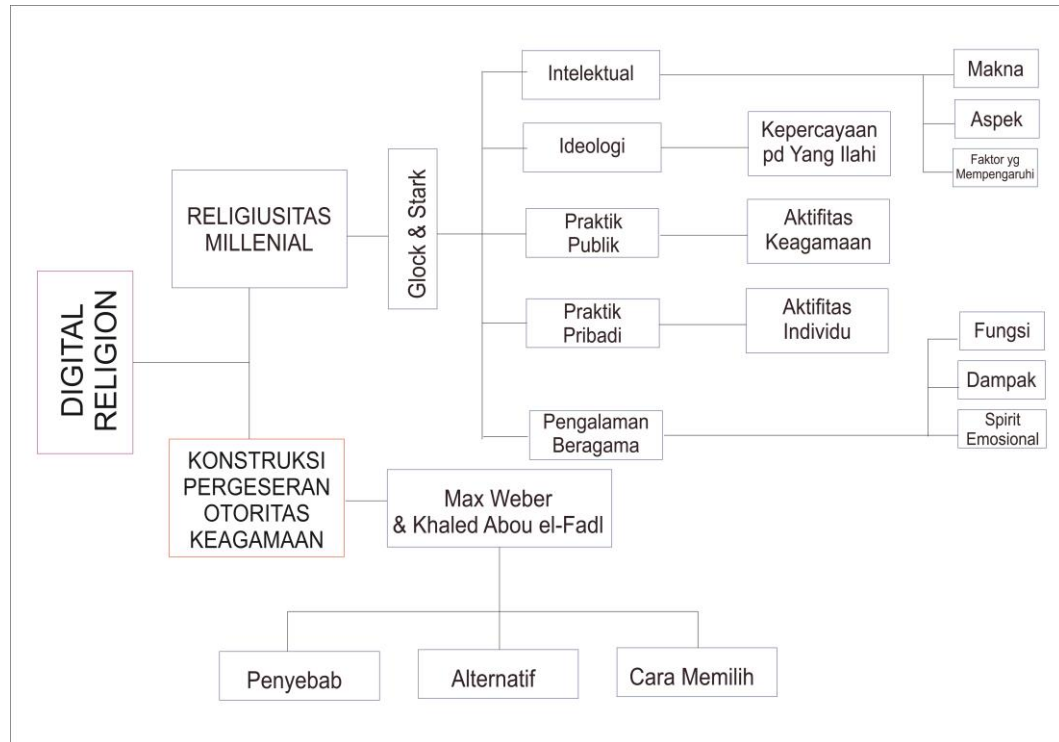 DIGITAL
RELIGION
RELIGIUSITAS
MILLENIAL
Glock & Stark
Intelektual
Makna
Aspek
Faktor yg
Mempengaruhi
Ideologi
Kepercayaan
pd Yang Ilahi
Praktik
Publik
Aktifitas
Keagamaan
Praktik
Pribadi
Aktifitas
Individu
Pengalaman
Beragama
Fungsi
Dampak
Spirit
Emosional
KONSTRUKSI
PERGESERAN
OTORITAS
KEAGAMAAN
Max Weber
& Khaled Abou el-Fadl
Penyebab
Alternatif
Cara Memilih